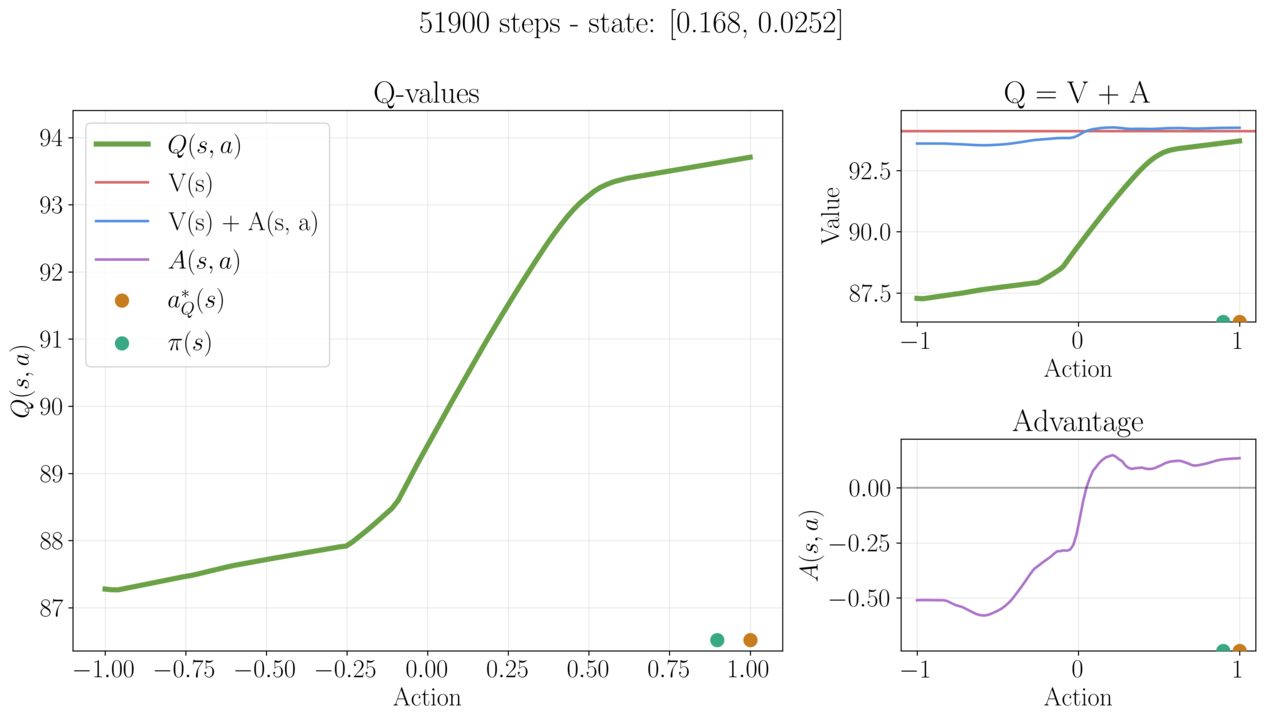 51900 steps - state: [0.168, 0.0252]
Q-values
Q(s, a)
94
93
92
91
90
89
88
87
Q(s, a)
V(s)
V(s) + A(s, a)
A(s, a)
a*Q(s)
π(s)
−1.00 −0.75 −0.50 −0.25 0.00 0.25 0.50 0.75 1.00
Action
Q = V + A
Value
92.5
90.0
87.5
−1 0 1
Action
Advantage
A(s, a)
0.00
−0.25
−0.50
−1 0 1
Action